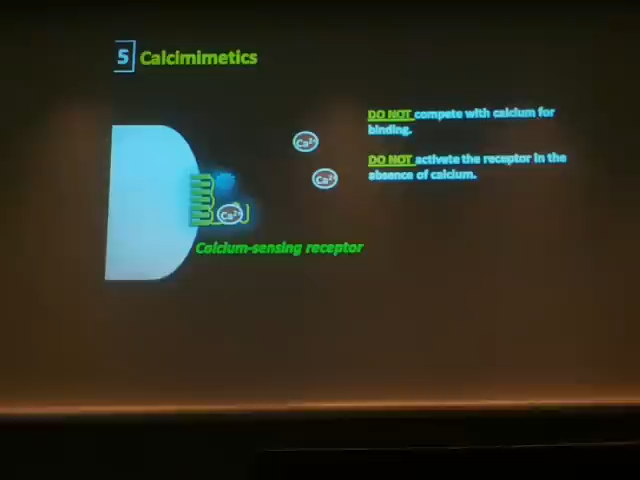 5 Calcimimetics
DO NOT compete with calcium for
binding.
DO NOT activate the receptor in the
absence of calcium.
Ca2+
Ca2+
Ca2+
Calcium-sensing receptor